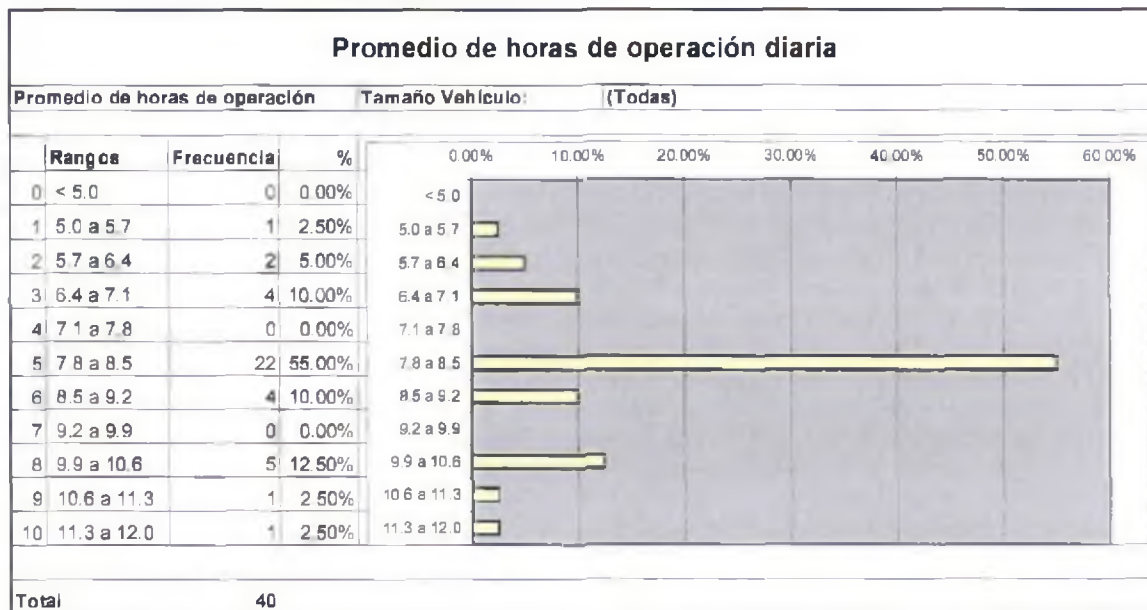 Promedio de horas de operación diaria
Promedio de horas de operación Tamaño Vehículo: (Todas)
Rangos Frecuencia %
0 < 5.0 0 0.00%
1 5.0 a 5.7 1 2.50%
2 5.7 a 6.4 2 5.00%
3 6.4 a 7.1 4 10.00%
4 7.1 a 7.8 0 0.00%
5 7.8 a 8.5 22 55.00%
6 8.5 a 9.2 4 10.00%
7 9.2 a 9.9 0 0.00%
8 9.9 a 10.6 5 12.50%
9 10.6 a 11.3 1 2.50%
10 11.3 a 12.0 1 2.50%
0.00% 10.00% 20.00% 30.00% 40.00% 50.00% 60.00%
< 5.0
5.0 a 5.7
5.7 a 6.4
6.4 a 7.1
7.1 a 7.8
7.8 a 8.5
8.5 a 9.2
9.2 a 9.9
9.9 a 10.6
10.6 a 11.3
11.3 a 12.0
Total 40